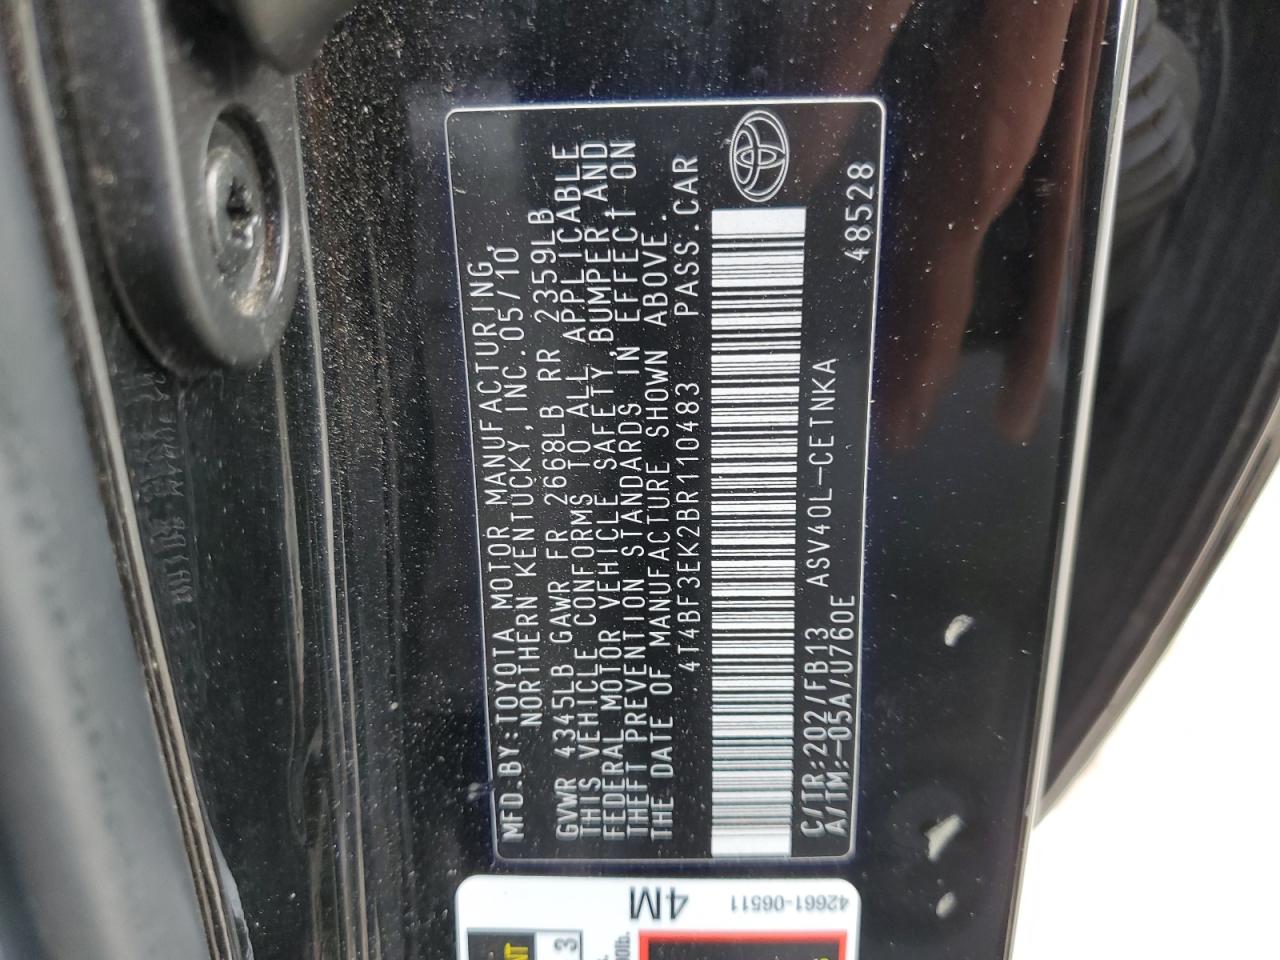 MFD.BY:TOYOTA MOTOR MANUFACTURING,
NORTHERN KENTUCKY,INC.05/10
GVWR 4345LB GAWR FR 2668LB RR 2359LB
THIS VEHICLE CONFORMS TO ALL APPLICABLE
FEDERAL MOTOR VEHICLE SAFETY,BUMPER,AND
THEFT PREVENTION STANDARDS IN EFFECT ON
THE DATE OF MANUFACTURE SHOWN ABOVE.
4T4BF3EK2BR110483 PASS.CAR
C/TR:202/FB13 ASV40L-CETNKA
A/TM:-05A/U760E 48528
4M
42661-06511
3